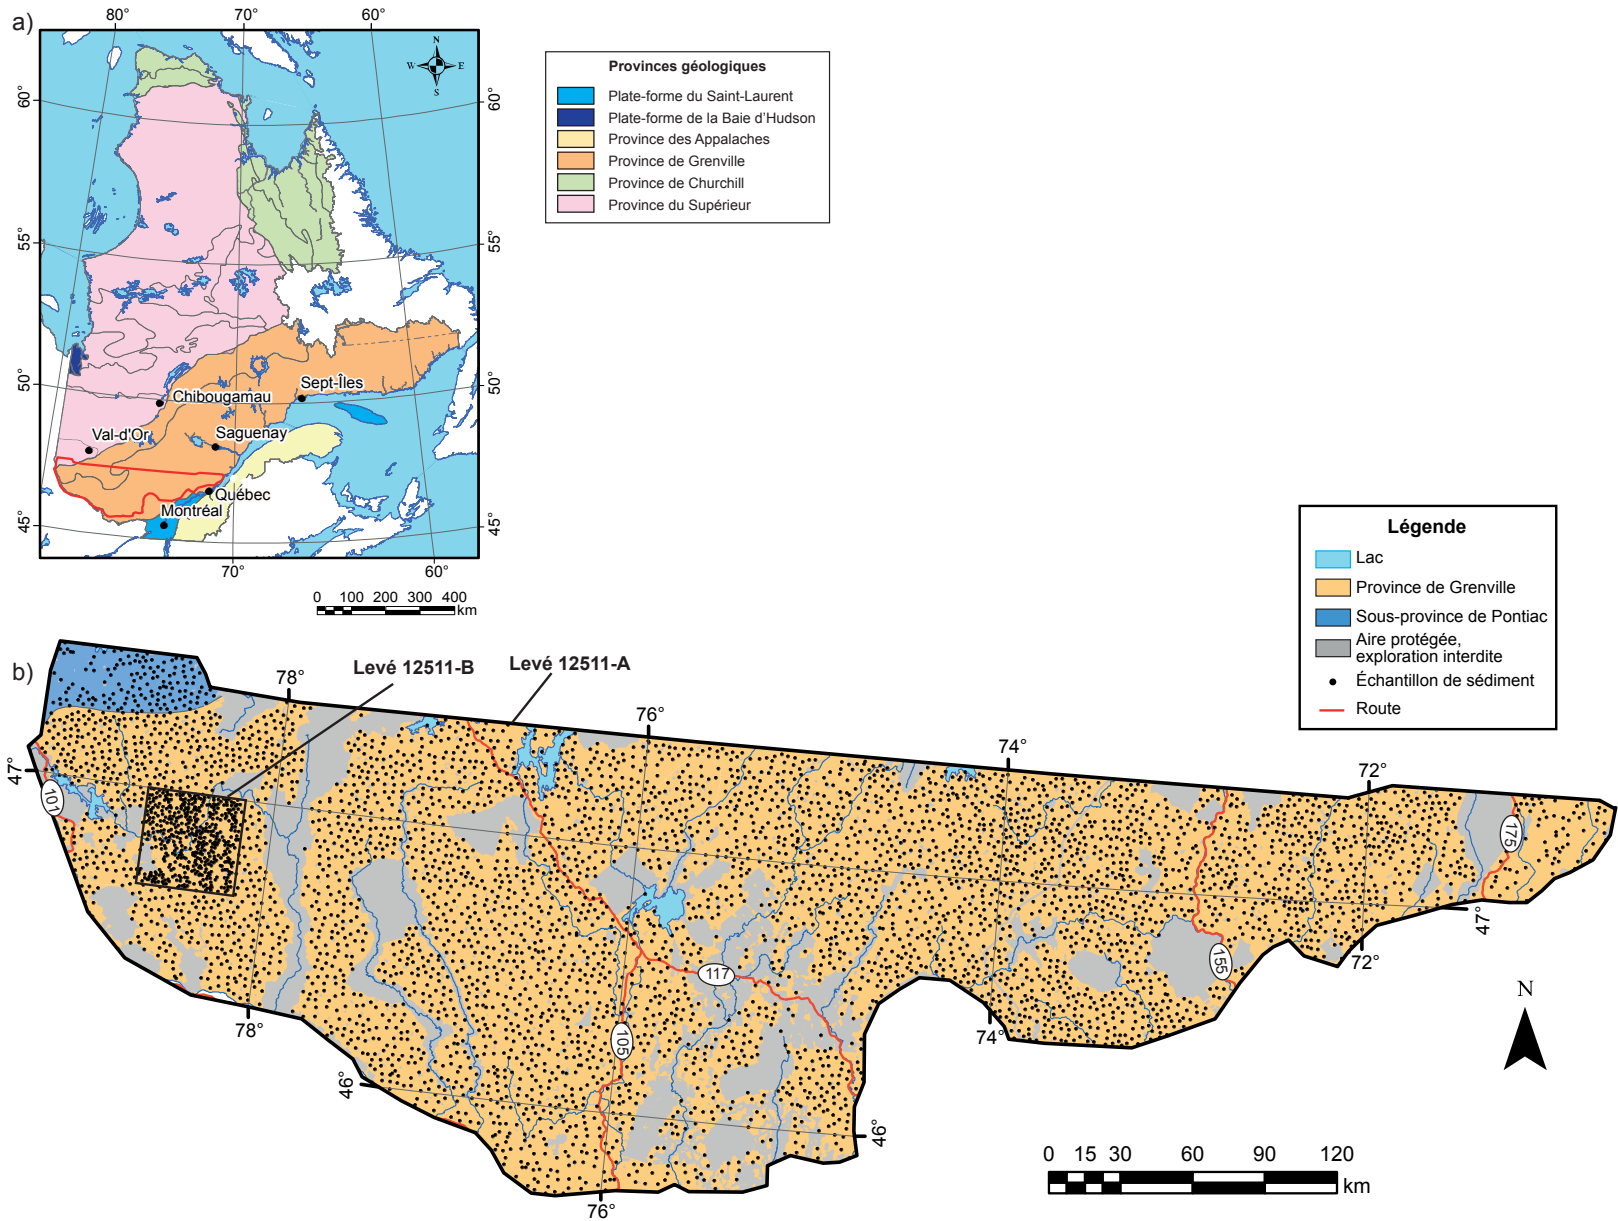 a)
80°
70°
60°
N
W
E
S
60°
60°
55°
55°
50°
50°
45°
45°
Sept-Îles
Chibougamau
Val-d'Or
Saguenay
Québec
Montréal
70°
60°
0 100 200 300 400
km
Provinces géologiques
Plate-forme du Saint-Laurent
Plate-forme de la Baie d'Hudson
Province des Appalaches
Province de Grenville
Province de Churchill
Province du Supérieur
Légende
Lac
Province de Grenville
Sous-province de Pontiac
Aire protégée,
exploration interdite
Échantillon de sédiment
Route
b)
Levé 12511-B
Levé 12511-A
78°
76°
74°
72°
47°
101
175
47°
155
72°
117
105
74°
78°
46°
46°
76°
N
0 15 30 60 90 120
km